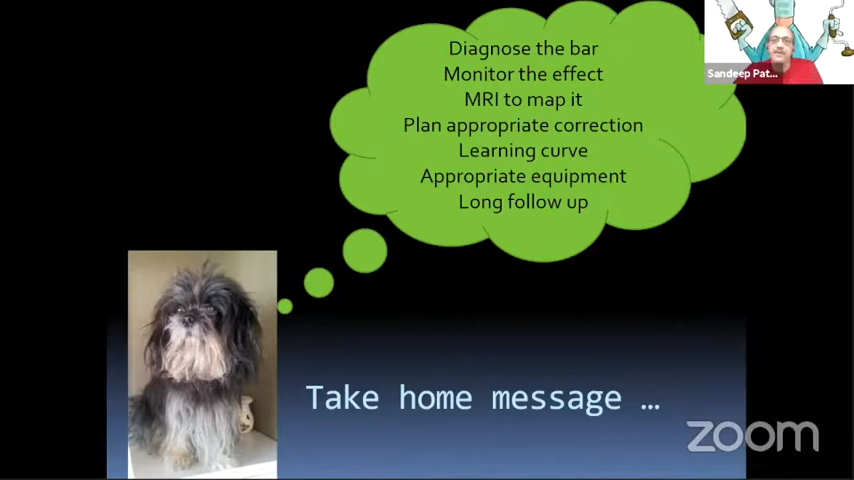 Diagnose the bar
Monitor the effect
MRI to map it
Plan appropriate correction
Learning curve
Appropriate equipment
Long follow up
Sandeep Pat...
Take home message …
zoom